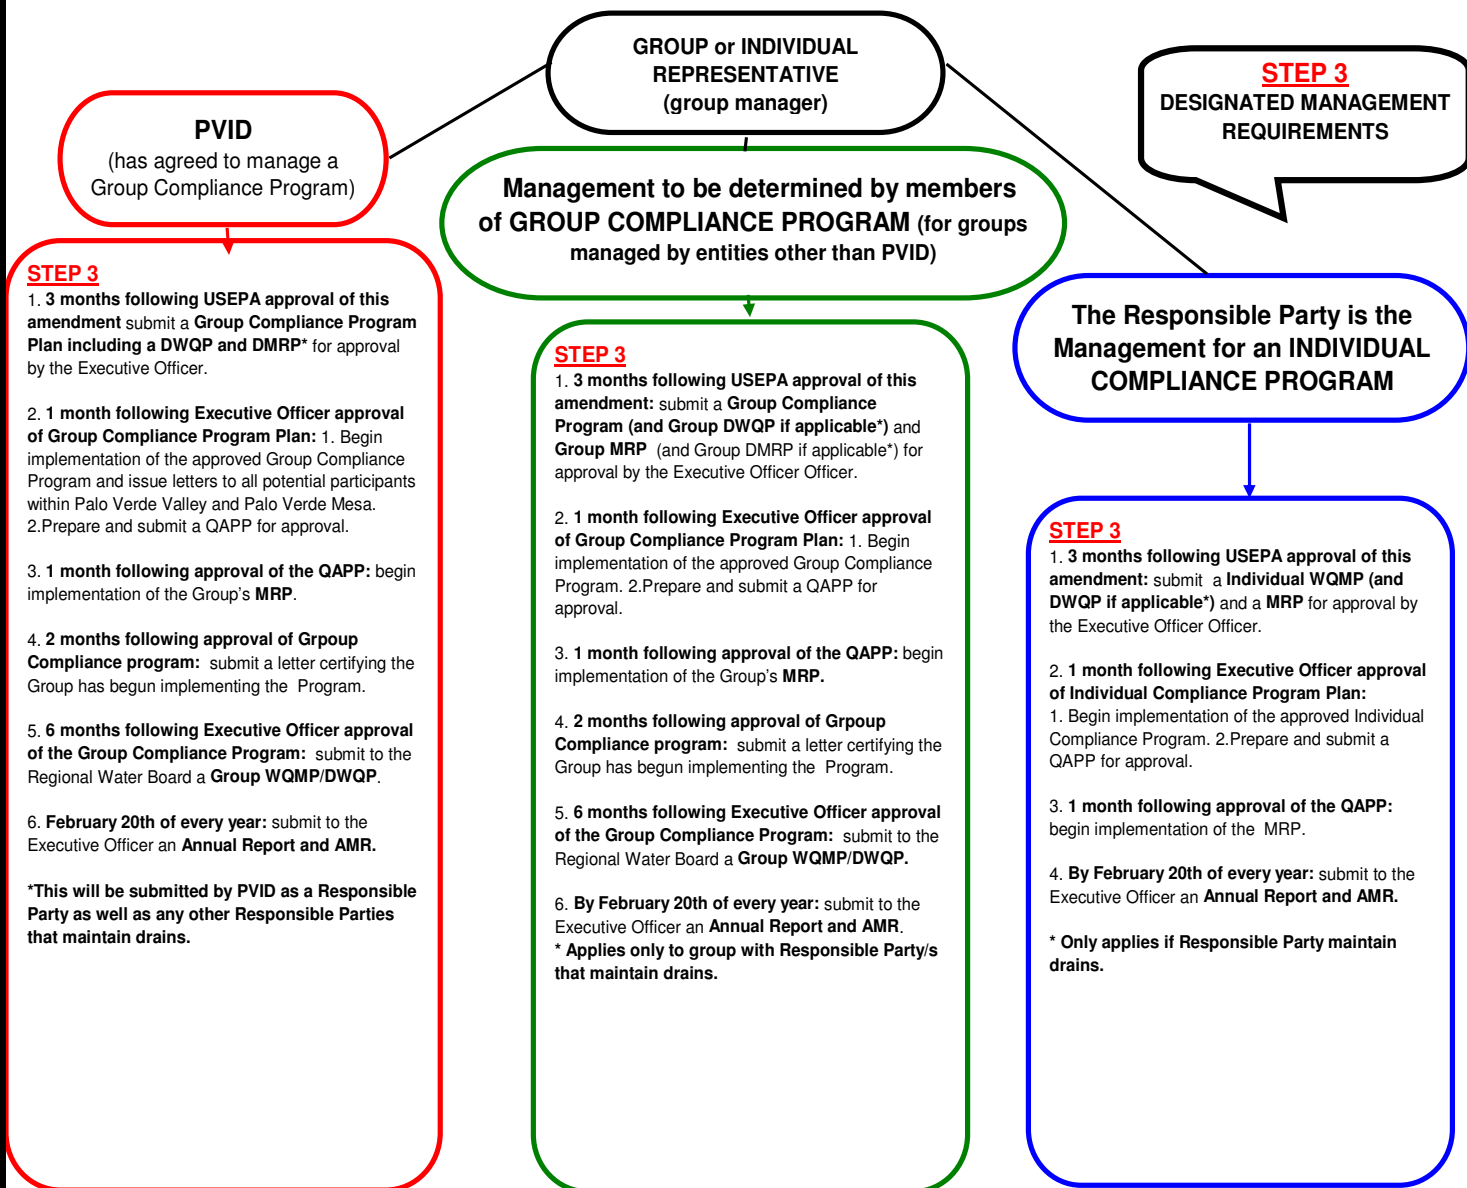 GROUP or INDIVIDUAL
REPRESENTATIVE
(group manager)
STEP 3
DESIGNATED MANAGEMENT
REQUIREMENTS
PVID
(has agreed to manage a
Group Compliance Program)
Management to be determined by members
of GROUP COMPLIANCE PROGRAM (for groups
managed by entities other than PVID)
The Responsible Party is the
Management for an INDIVIDUAL
COMPLIANCE PROGRAM
STEP 3
1. 3 months following USEPA approval of this
amendment submit a Group Compliance Program
Plan including a DWQP and DMRP* for approval
by the Executive Officer.
2. 1 month following Executive Officer approval
of Group Compliance Program Plan: 1. Begin
implementation of the approved Group Compliance
Program and issue letters to all potential participants
within Palo Verde Valley and Palo Verde Mesa.
2.Prepare and submit a QAPP for approval.
3. 1 month following approval of the QAPP: begin
implementation of the Group's MRP.
4. 2 months following approval of Grpoup
Compliance program: submit a letter certifying the
Group has begun implementing the Program.
5. 6 months following Executive Officer approval
of the Group Compliance Program: submit to the
Regional Water Board a Group WQMP/DWQP.
6. February 20th of every year: submit to the
Executive Officer an Annual Report and AMR.
*This will be submitted by PVID as a Responsible
Party as well as any other Responsible Parties
that maintain drains.
STEP 3
1. 3 months following USEPA approval of this
amendment: submit a Group Compliance
Program (and Group DWQP if applicable*) and
Group MRP (and Group DMRP if applicable*) for
approval by the Executive Officer Officer.
2. 1 month following Executive Officer approval
of Group Compliance Program Plan: 1. Begin
implementation of the approved Group Compliance
Program. 2.Prepare and submit a QAPP for
approval.
3. 1 month following approval of the QAPP: begin
implementation of the Group's MRP.
4. 2 months following approval of Grpoup
Compliance program: submit a letter certifying the
Group has begun implementing the Program.
5. 6 months following Executive Officer approval
of the Group Compliance Program: submit to the
Regional Water Board a Group WQMP/DWQP.
6. By February 20th of every year: submit to the
Executive Officer an Annual Report and AMR.
* Applies only to group with Responsible Party/s
that maintain drains.
STEP 3
1. 3 months following USEPA approval of this
amendment: submit a Individual WQMP (and
DWQP if applicable*) and a MRP for approval by
the Executive Officer Officer.
2. 1 month following Executive Officer approval
of Individual Compliance Program Plan:
1. Begin implementation of the approved Individual
Compliance Program. 2.Prepare and submit a
QAPP for approval.
3. 1 month following approval of the QAPP:
begin implementation of the MRP.
4. By February 20th of every year: submit to the
Executive Officer an Annual Report and AMR.
* Only applies if Responsible Party maintain
drains.